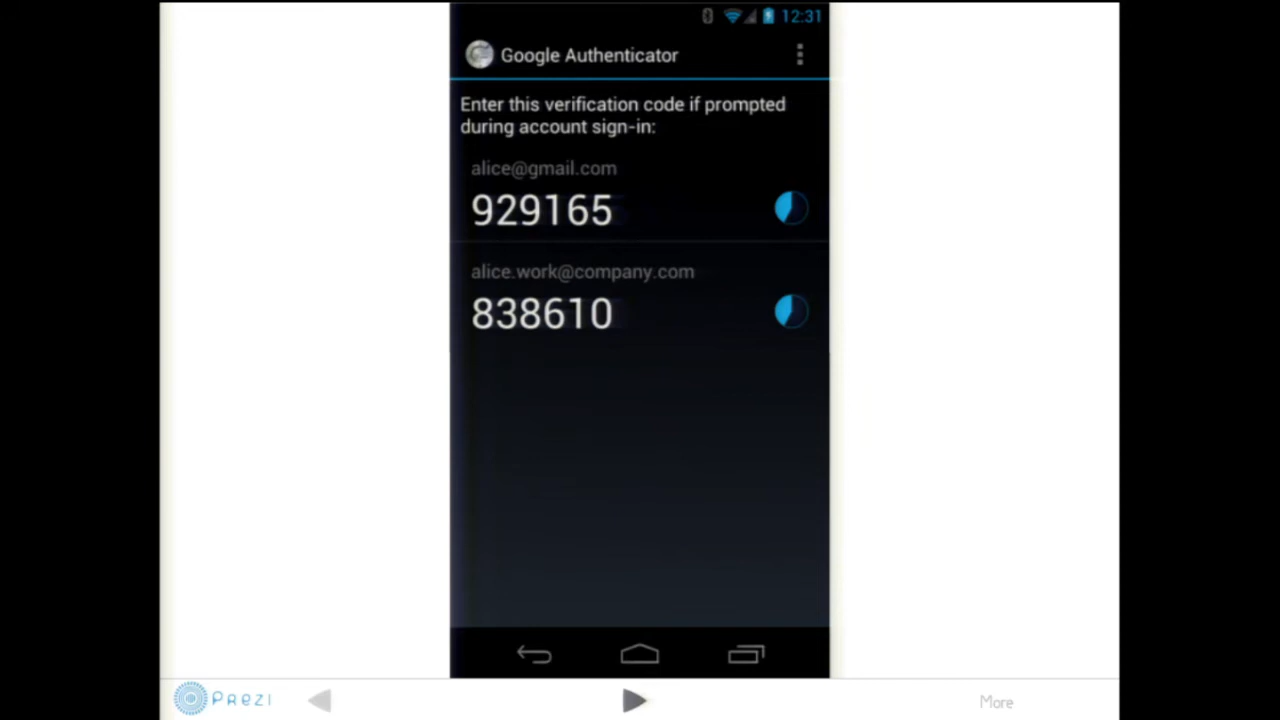 12:31
Google Authenticator
Enter this verification code if prompted
during account sign-in:
alice@gmail.com
929165
alice.work@company.com
838610
PREZI
More